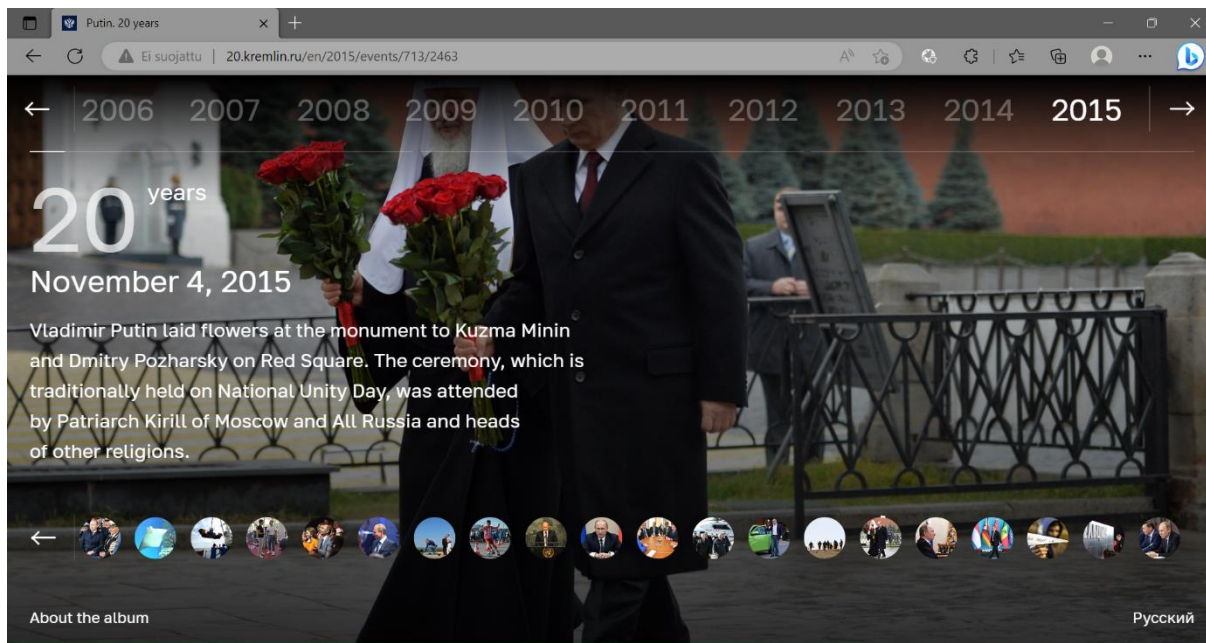 Putin. 20 years
Ei suojattu | 20.kremlin.ru/en/2015/events/713/2463
2006 2007 2008 2009 2010 2011 2012 2013 2014 2015
20 years
November 4, 2015
Vladimir Putin laid flowers at the monument to Kuzma Minin
and Dmitry Pozharsky on Red Square. The ceremony, which is
traditionally held on National Unity Day, was attended
by Patriarch Kirill of Moscow and All Russia and heads
of other religions.
About the album
Русский